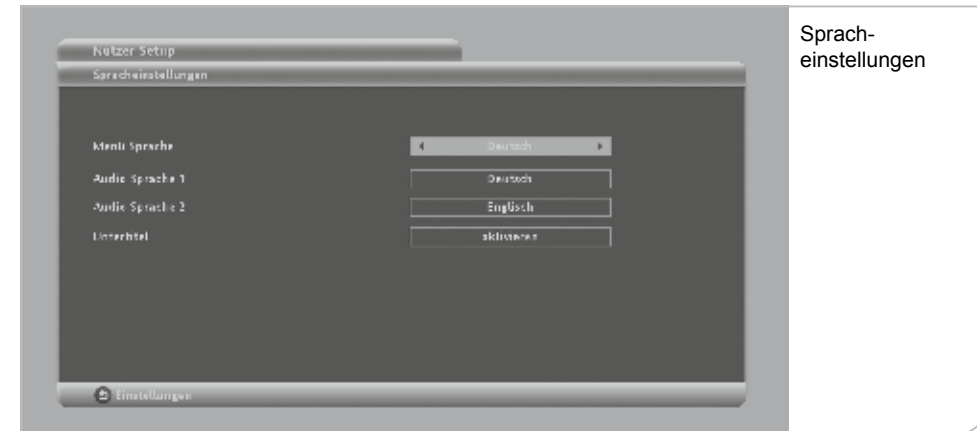 Nutzer Setup
Spracheinstellungen
Menü Sprache
Deutsch
Audio Sprache 1
Deutsch
Audio Sprache 2
Englisch
Untertitel
aktivieren
Einstellungen
Sprach-
einstellungen